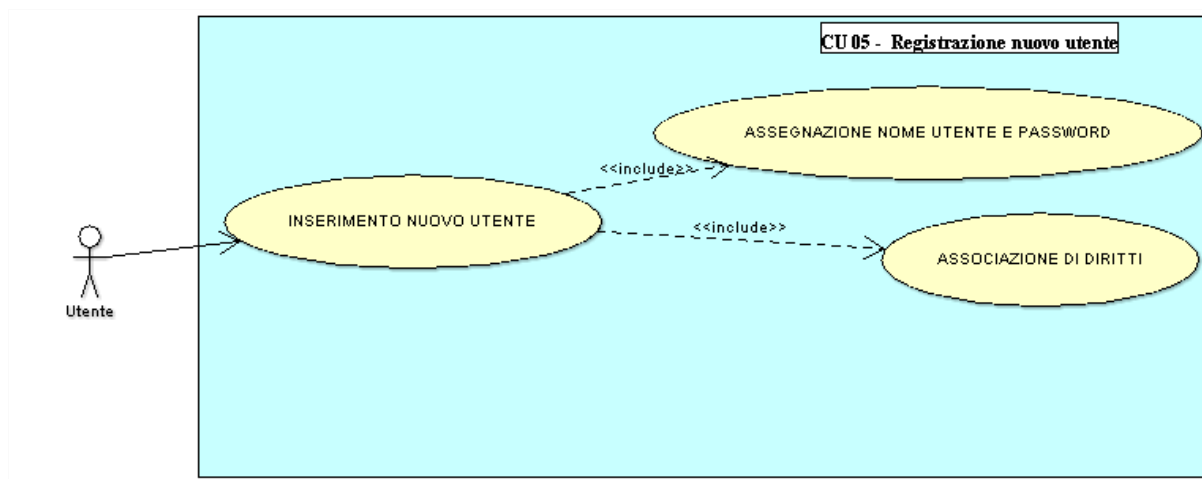 CU 05 - Registrazione nuovo utente
ASSEGNAZIONE NOME UTENTE E PASSWORD
<<include>>
INSERIMENTO NUOVO UTENTE
<<include>>
ASSOCIAZIONE DI DIRITTI
Utente